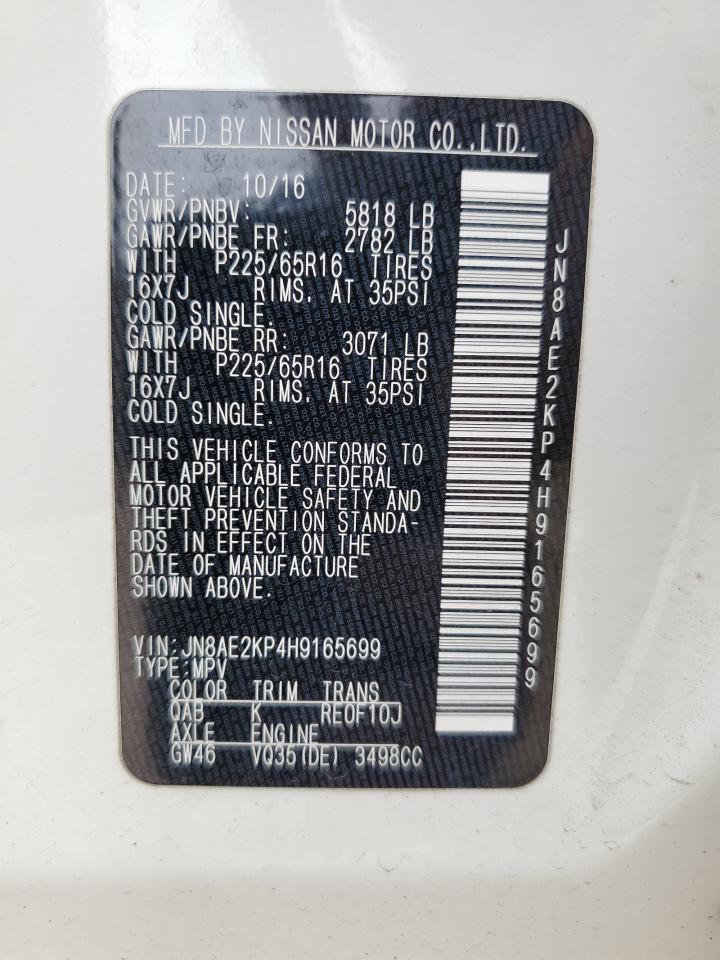 MFD BY NISSAN MOTOR CO.,LTD.
DATE: 10/16
GVWR/PNBV: 5818 LB
GAWR/PNBE FR: 2782 LB
WITH P225/65R16 TIRES
16X7J RIMS. AT 35PSI
COLD SINGLE.
GAWR/PNBE RR: 3071 LB
WITH P225/65R16 TIRES
16X7J RIMS. AT 35PSI
COLD SINGLE.
THIS VEHICLE CONFORMS TO
ALL APPLICABLE FEDERAL
MOTOR VEHICLE SAFETY AND
THEFT PREVENTION STANDA-
RDS IN EFFECT ON THE
DATE OF MANUFACTURE
SHOWN ABOVE.
VIN:JN8AE2KP4H9165699
TYPE:MPV
COLOR TRIM TRANS
QAB K RE0F10J
AXLE ENGINE
GW46 VQ35(DE) 3498CC
JN8AE2KP4H9165699